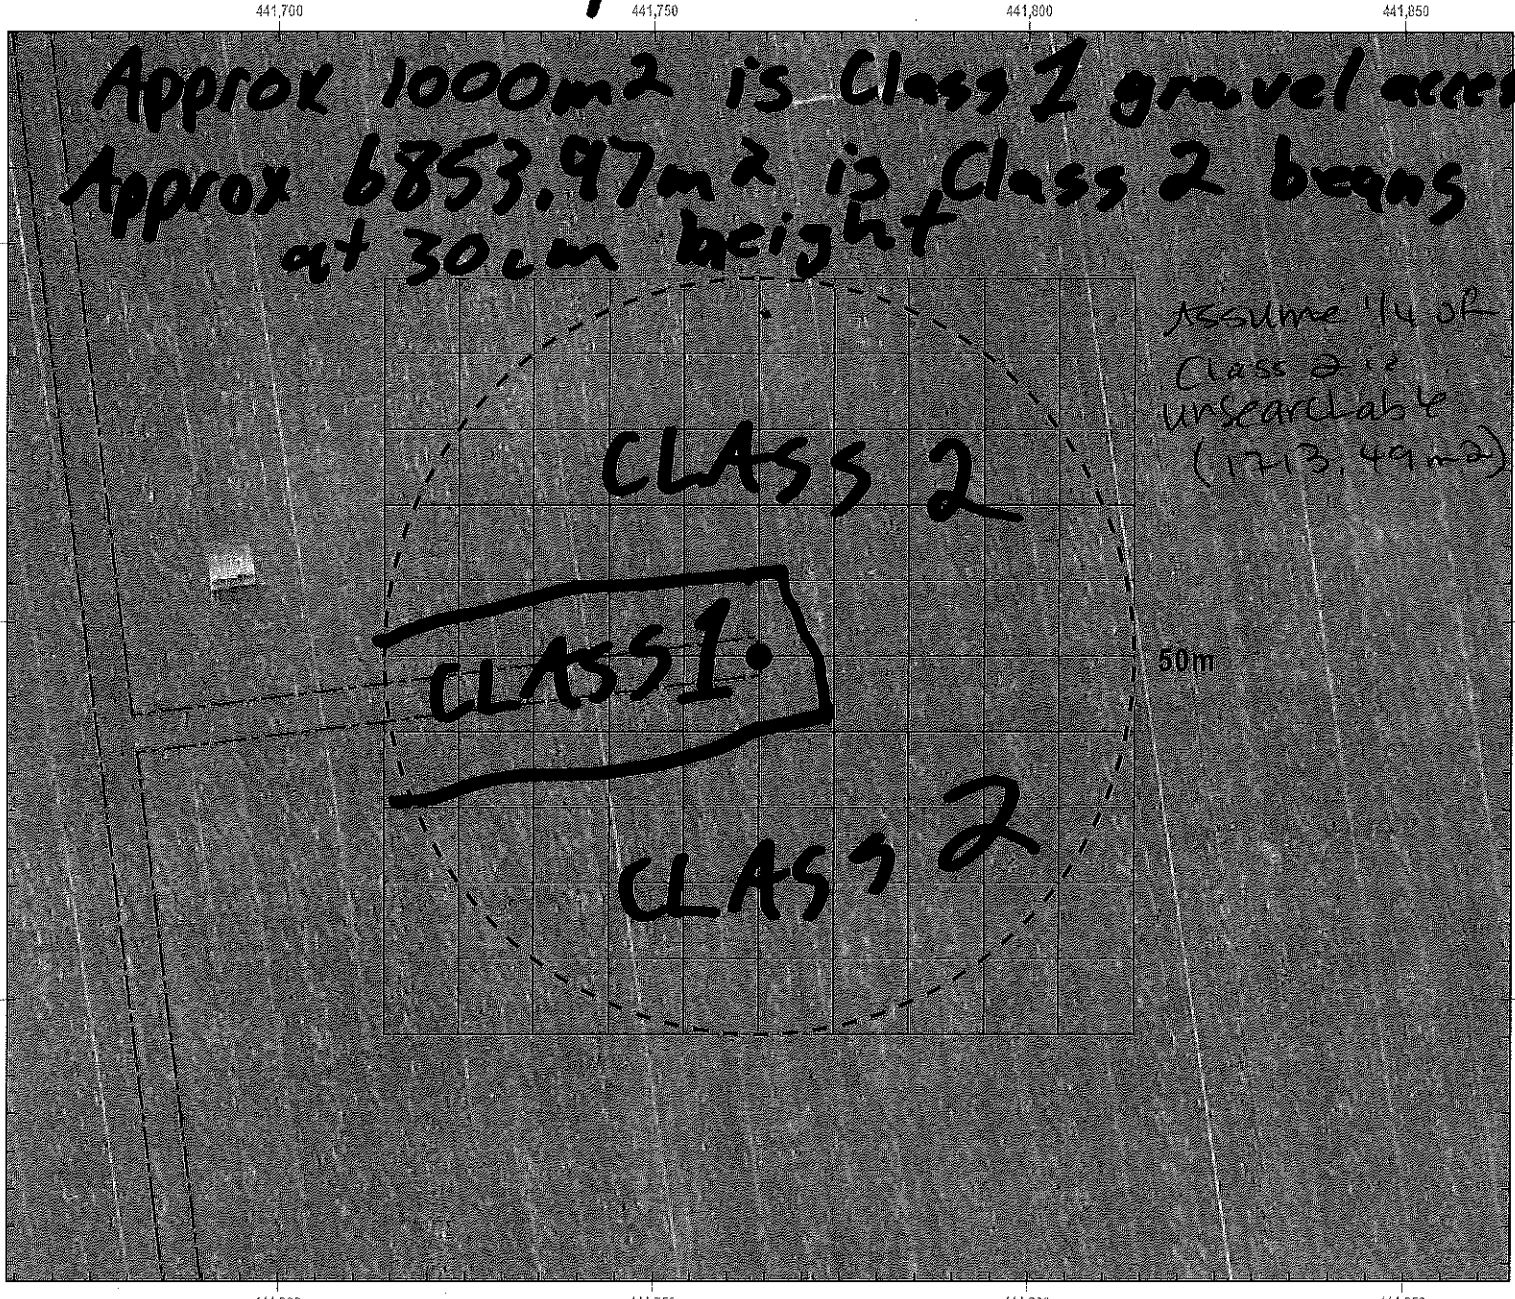 441,700 441,750 441,800 441,850
Approx 1000m2 is Class 1 gravel
Approx 6853.97m2 is Class 2 beans
at 30cm height
Assume 1/4 of
Class 2 is
unsearchable
(1713.49m2)
CLASS 2
CLASS 1
50m
CLASS 2